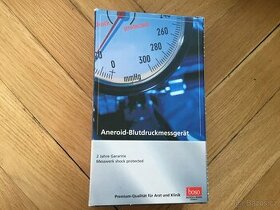 260
280
300
0
mmHg
Aneroid-Blutdruckmessgerät
2 Jahre Garantie
Messwerk shock protected
boso
Premium-Qualität für Arzt und Klinik